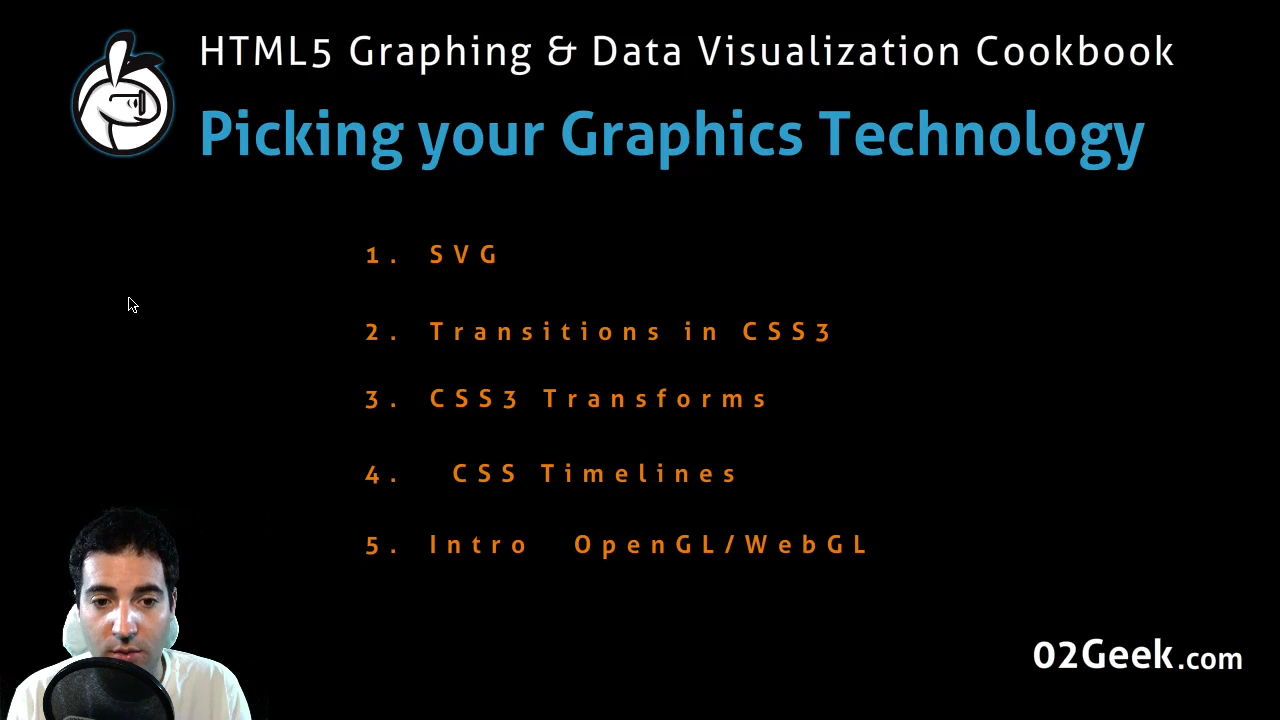 HTML5 Graphing & Data Visualization Cookbook
Picking your Graphics Technology
1. SVG
2. Transitions in CSS3
3. CSS3 Transforms
4. CSS Timelines
5. Intro OpenGL/WebGL
02Geek.com